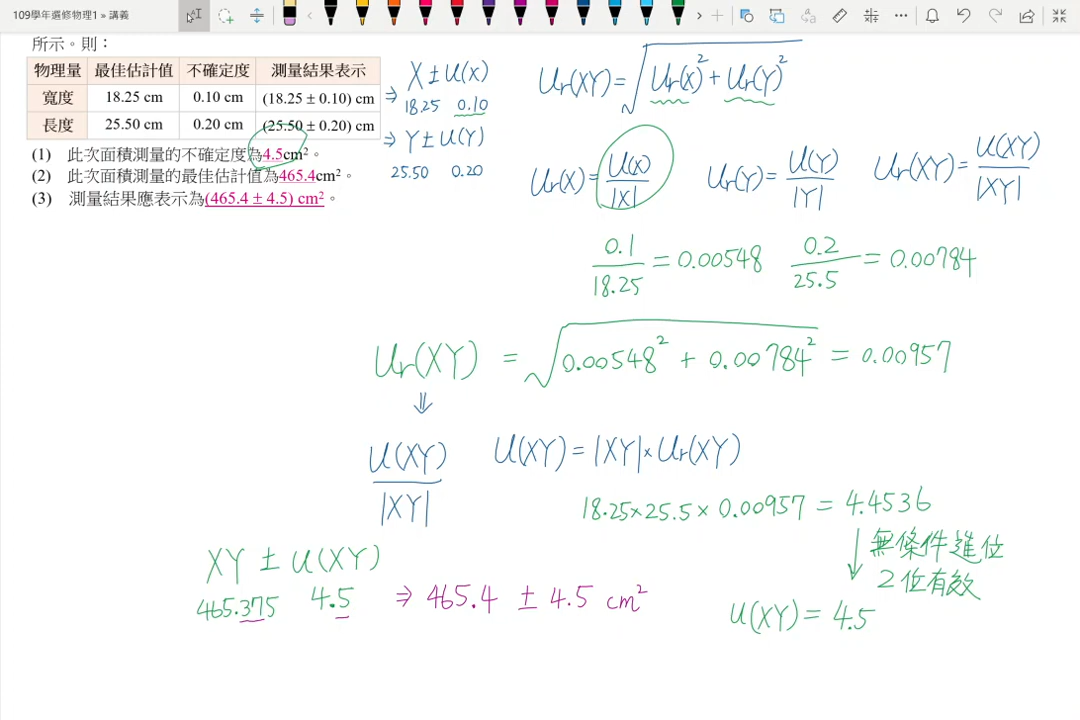 109學年選修物理1 » 講義
所示。則：
物理量 最佳估計值 不確定度 測量結果表示
寬度 18.25 cm 0.10 cm (18.25 ± 0.10) cm
長度 25.50 cm 0.20 cm (25.50 ± 0.20) cm
(1) 此次面積測量的不確定度為4.5cm²。
(2) 此次面積測量的最佳估計值為465.4cm²。
(3) 測量結果應表示為(465.4 ± 4.5) cm²。
⇒ X ± U(X)
18.25 0.10
⇒ Y ± U(Y)
25.50 0.20
Ur(XY) = √(Ur(X)² + Ur(Y)²)
Ur(X) = U(X)/|X| Ur(Y) = U(Y)/|Y| Ur(XY) = U(XY)/|XY|
0.1/18.25 = 0.00548 0.2/25.5 = 0.00784
Ur(XY) = √(0.00548² + 0.00784²) = 0.00957
⇓
U(XY)/|XY| U(XY) = |XY| × Ur(XY)
18.25 × 25.5 × 0.00957 = 4.4536
↓ 無條件進位
2位有效
U(XY) = 4.5
XY ± U(XY)
465.375 4.5 ⇒ 465.4 ± 4.5 cm²